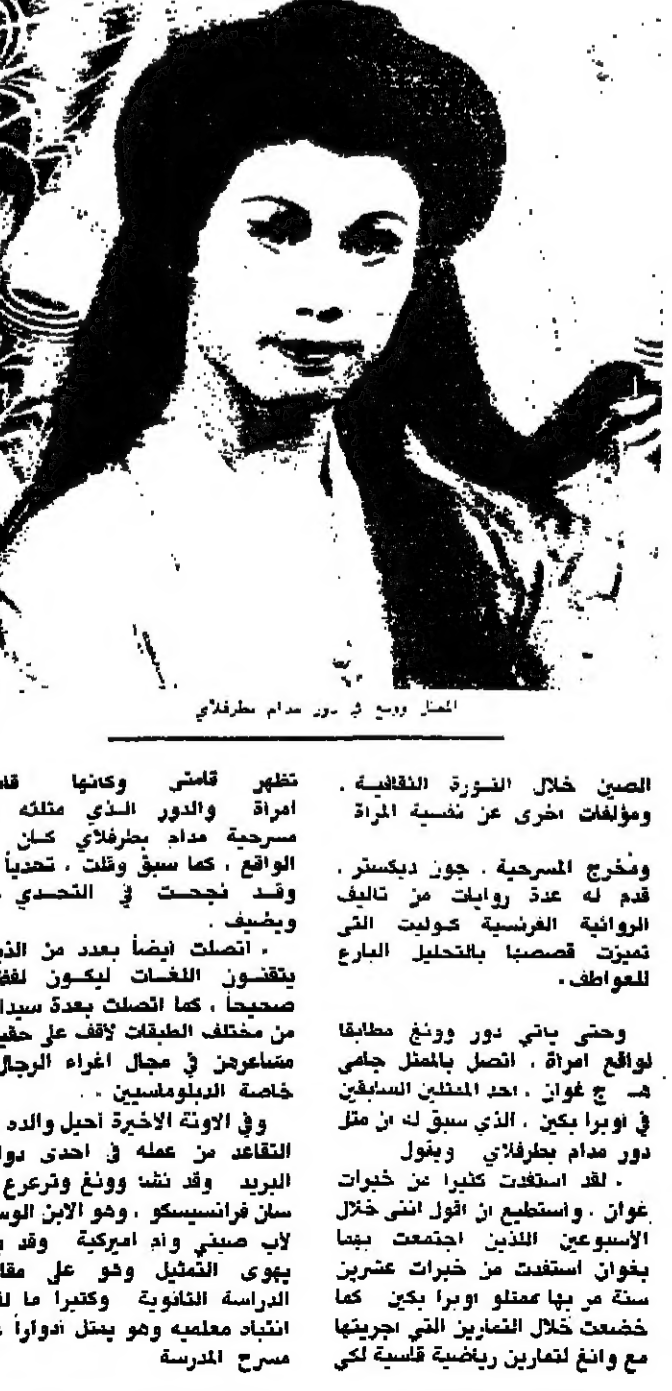 الممثل وونغ في دور مدام بطرفلاي
الصين خلال الثورة الثقافية .
ومؤلفات اخرى عن نفسية المرأة
ومخرج المسرحية . جون ديكستر .
قدم له عدة روايات من تاليف
الروائية الفرنسية كوليت التي
تميزت قصصها بالتحليل البارع
للعواطف .
وحتى ياتي دور وونغ مطابقا
لواقع امرأة . اتصل بالممثل جامي
هـ ج غوان . احد الممثلين السابقين
في اوبرا بكين . الذي سبق له ان مثل
دور مدام بطرفلاي ويقول
. لقد استفدت كثيرا من خبرات
غوان . واستطيع ان اقول انني خلال
الأسبوعين اللذين اجتمعت بهما
بغوان استفدت من خبرات عشرين
سنة مر بها ممثلو اوبرا بكين كما
خضعت خلال التمارين التي اجريتها
مع وانغ لتمارين رياضية قاسية لكي
تظهر قامتي وكانها
امرأة والدور الذي مثلته
مسرحية مدام بطرفلاي كان
الواقع ، كما سبق وقلت ، تحدياً
وقد نجحت في التحدي
ويضيف .
. اتصلت ايضاً بعدد من
يتقنون اللغات ليكون
صحيحاً ، كما اتصلت بعدة
من مختلف الطبقات لأقف على
مشاعرهن في مجال اغراء الرجال
خاصة الدبلوماسيين . .
وفي الاونة الاخيرة احيل والده
التقاعد من عمله في احدى
البريد وقد نشأ وونغ وترعرع
سان فرانسيسكو ، وهو الابن
لأب صيني وأم اميركية وقد
يهوى التمثيل وهو على
الدراسة الثانوية وكثيرا ما
انتباه معلميه وهو يمثل أدواراً
مسرح المدرسة